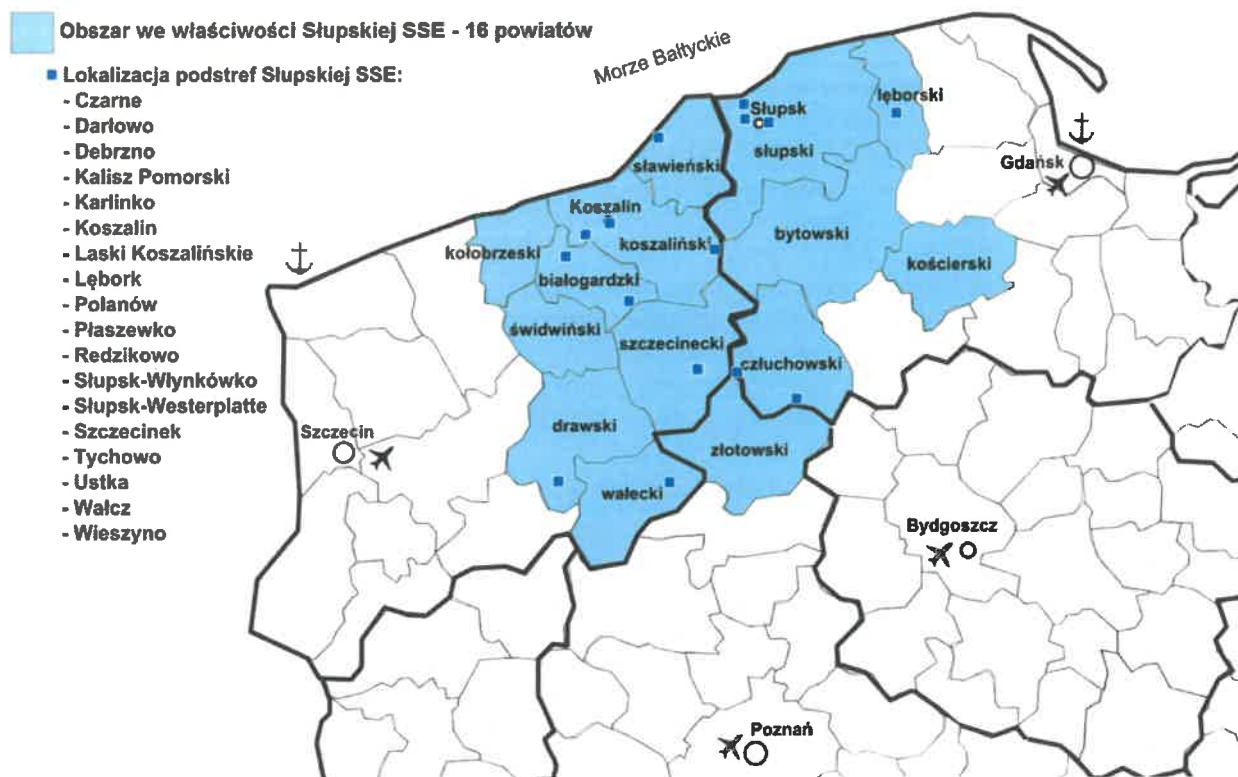 Obszar we właściwości Słupskiej SSE - 16 powiatów
Lokalizacja podstref Słupskiej SSE:
- Czarne
- Darłowo
- Debrzno
- Kalisz Pomorski
- Karlinko
- Koszalin
- Laski Koszalińskie
- Lębork
- Polanów
- Płaszewko
- Redzikowo
- Słupsk-Włynkówko
- Słupsk-Westerplatte
- Szczecinek
- Tychowo
- Ustka
- Wałcz
- Wieszyno
Morze Bałtyckie
lęborski
Słupsk
słupski
sławieński
Gdańsk
Koszalin
koszaliński
bytowski
kołobrzeski
kościerski
białogardzki
świdwiński
szczecinecki
człuchowski
drawski
Szczecin
złotowski
wałecki
Bydgoszcz
Poznań